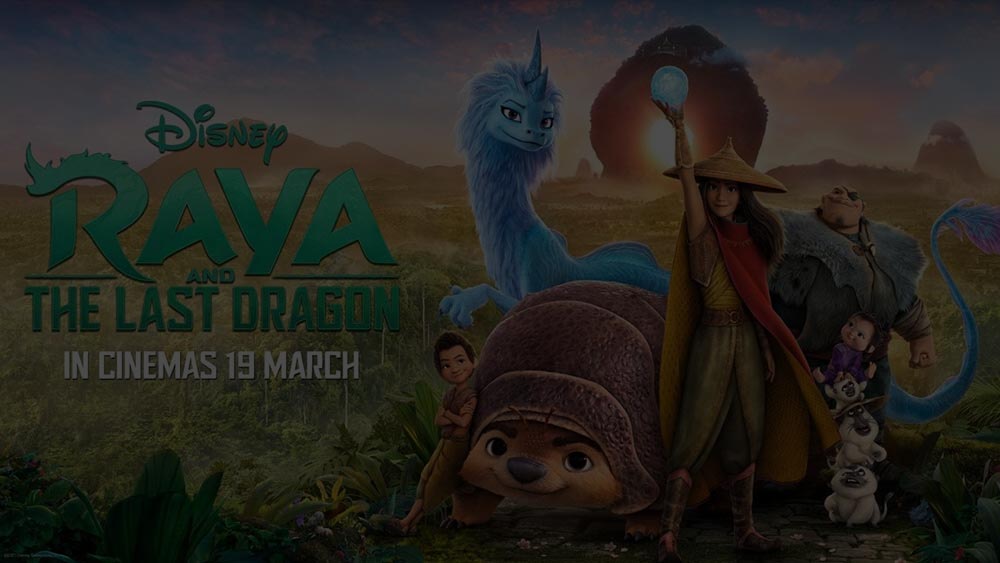 Disney
RAYA
AND
THE LAST DRAGON
IN CINEMAS 19 MARCH